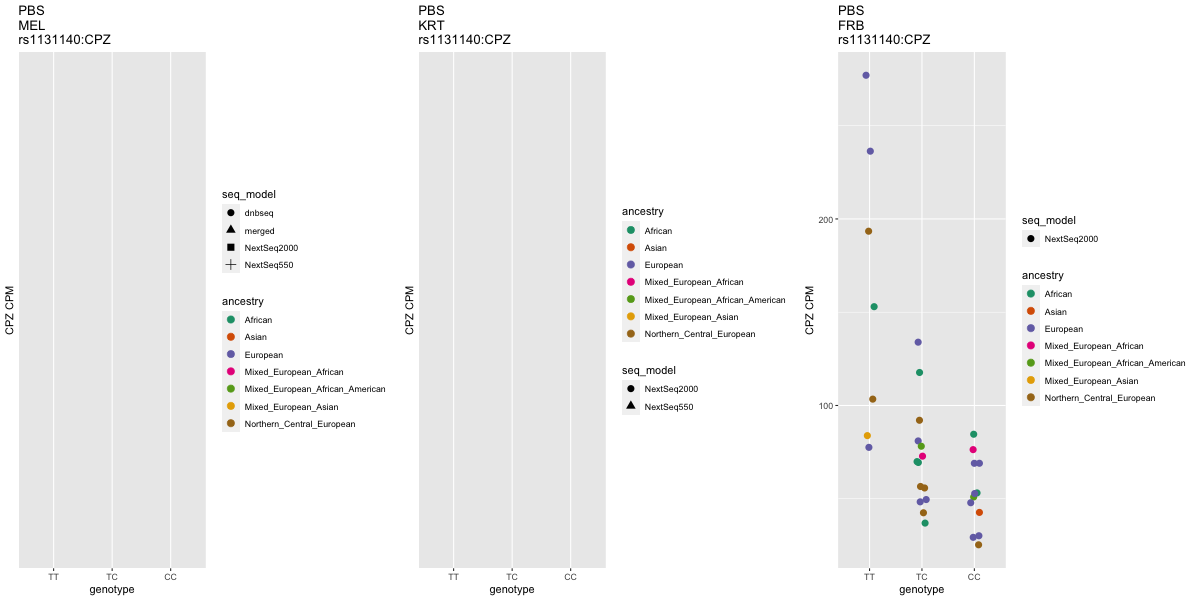 PBS
MEL
rs1131140:CPZ
CPZ CPM
TT
TC
CC
genotype
seq_model
dnbseq
merged
NextSeq2000
NextSeq550
ancestry
African
Asian
European
Mixed_European_African
Mixed_European_African_American
Mixed_European_Asian
Northern_Central_European
PBS
KRT
rs1131140:CPZ
CPZ CPM
TT
TC
CC
genotype
ancestry
African
Asian
European
Mixed_European_African
Mixed_European_African_American
Mixed_European_Asian
Northern_Central_European
seq_model
NextSeq2000
NextSeq550
PBS
FRB
rs1131140:CPZ
CPZ CPM
200
100
TT
TC
CC
genotype
seq_model
NextSeq2000
ancestry
African
Asian
European
Mixed_European_African
Mixed_European_African_American
Mixed_European_Asian
Northern_Central_European